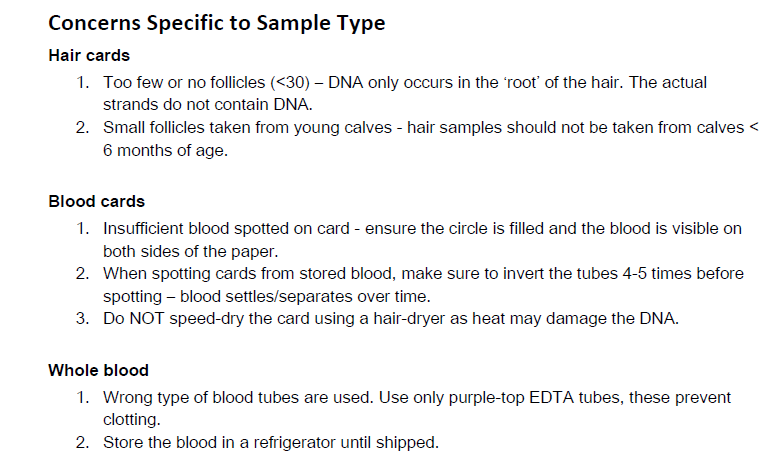 Concerns Specific to Sample Type
Hair cards
1. Too few or no follicles (<30) – DNA only occurs in the ‘root’ of the hair. The actual
strands do not contain DNA.
2. Small follicles taken from young calves - hair samples should not be taken from calves <
6 months of age.
Blood cards
1. Insufficient blood spotted on card - ensure the circle is filled and the blood is visible on
both sides of the paper.
2. When spotting cards from stored blood, make sure to invert the tubes 4-5 times before
spotting – blood settles/separates over time.
3. Do NOT speed-dry the card using a hair-dryer as heat may damage the DNA.
Whole blood
1. Wrong type of blood tubes are used. Use only purple-top EDTA tubes, these prevent
clotting.
2. Store the blood in a refrigerator until shipped.